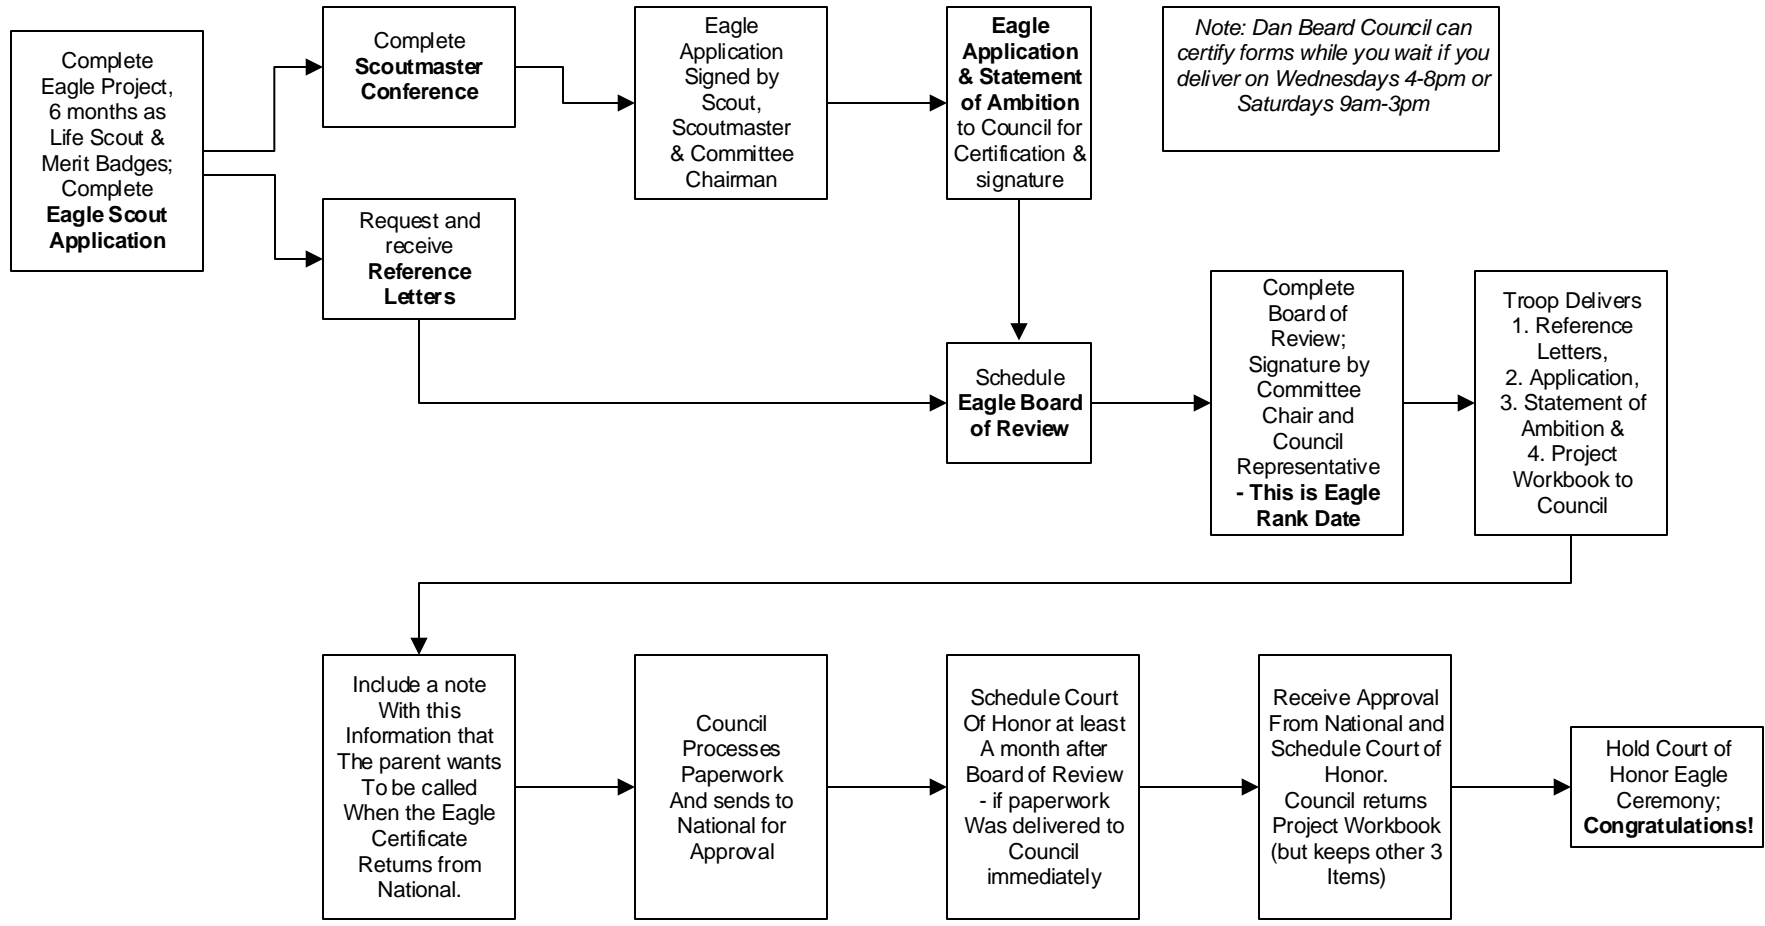 Complete
Eagle Project,
6 months as
Life Scout &
Merit Badges;
Complete
Eagle Scout
Application
Complete
Scoutmaster
Conference
Request and
receive
Reference
Letters
Eagle
Application
Signed by
Scout,
Scoutmaster
& Committee
Chairman
Eagle
Application
& Statement
of Ambition
to Council for
Certification &
signature
Note: Dan Beard Council can
certify forms while you wait if you
deliver on Wednesdays 4-8pm or
Saturdays 9am-3pm
Schedule
Eagle Board
of Review
Complete
Board of
Review;
Signature by
Committee
Chair and
Council
Representative
- This is Eagle
Rank Date
Troop Delivers
1. Reference
Letters,
2. Application,
3. Statement of
Ambition &
4. Project
Workbook to
Council
Include a note
With this
Information that
The parent wants
To be called
When the Eagle
Certificate
Returns from
National.
Council
Processes
Paperwork
And sends to
National for
Approval
Schedule Court
Of Honor at least
A month after
Board of Review
- if paperwork
Was delivered to
Council
immediately
Receive Approval
From National and
Schedule Court of
Honor.
Council returns
Project Workbook
(but keeps other 3
Items)
Hold Court of
Honor Eagle
Ceremony;
Congratulations!